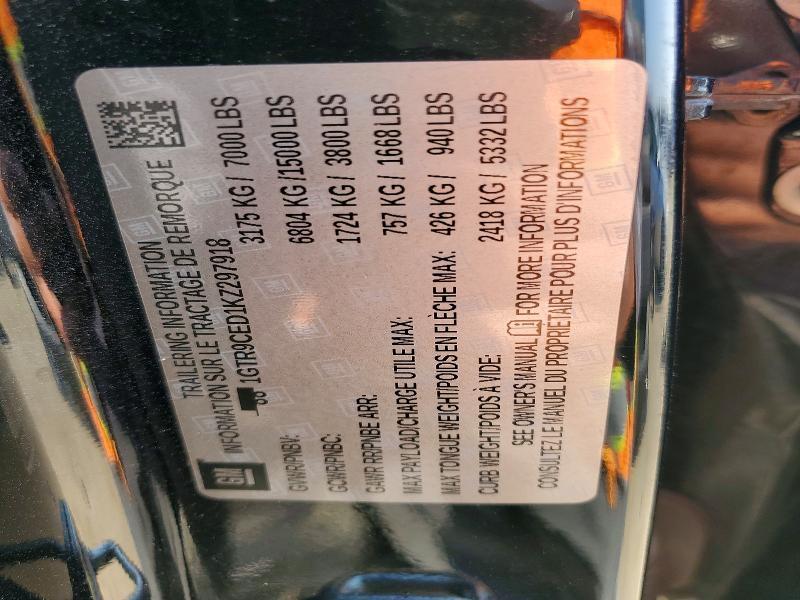 GM
TRAILERING INFORMATION
INFORMATION SUR LE TRACTAGE DE REMORQUE
1GTR9CED1KZ297918
GVWR/PNBV: 3175 KG / 7000 LBS
GCWR/PNBC: 6804 KG /15000 LBS
GAWR RR/PNBE ARR: 1724 KG / 3800 LBS
MAX PAYLOAD/CHARGE UTILE MAX: 757 KG / 1668 LBS
MAX TONGUE WEIGHT/POIDS EN FLÈCHE MAX: 426 KG / 940 LBS
CURB WEIGHT/POIDS À VIDE: 2418 KG / 5332 LBS
SEE OWNER'S MANUAL FOR MORE INFORMATION
CONSULTEZ LE MANUEL DU PROPRIÉTAIRE POUR PLUS D'INFORMATIONS